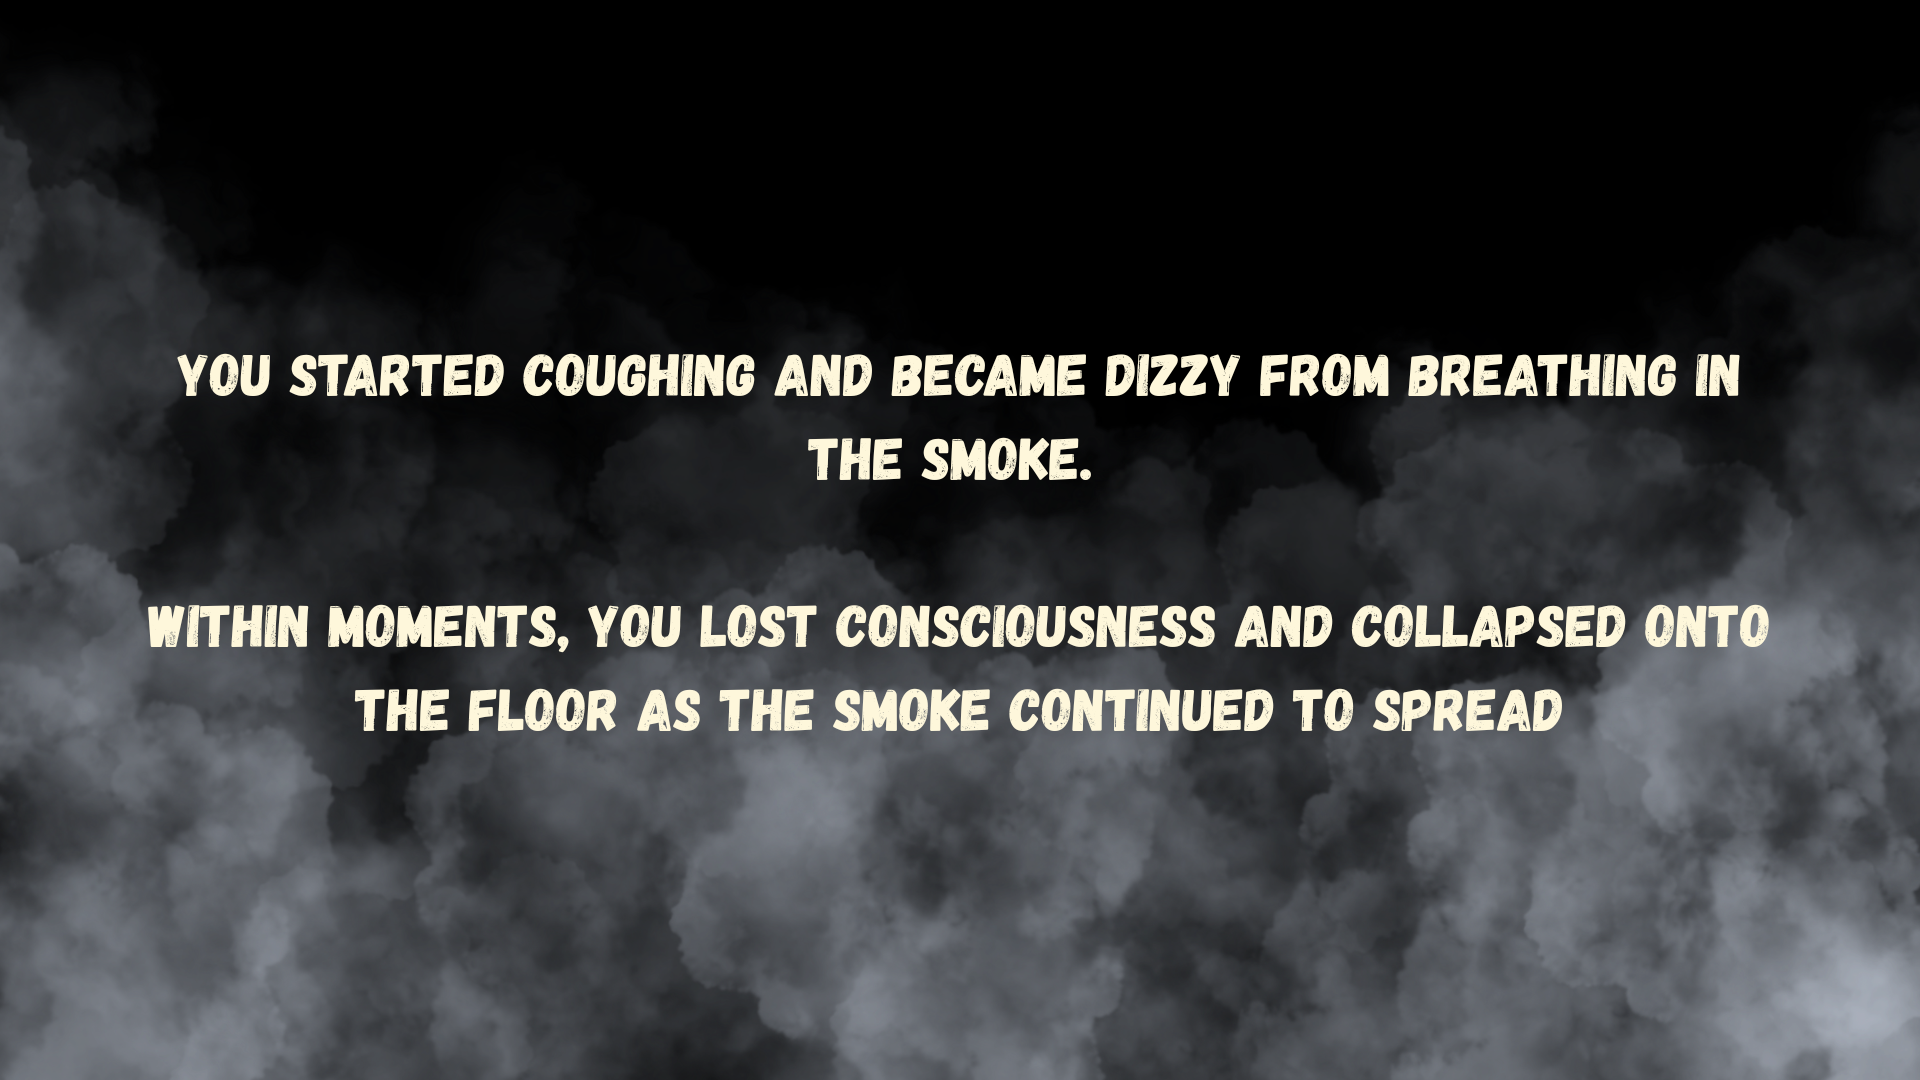 YOU STARTED COUGHING AND BECAME DIZZY FROM BREATHING IN
THE SMOKE.
WITHIN MOMENTS, YOU LOST CONSCIOUSNESS AND COLLAPSED ONTO
THE FLOOR AS THE SMOKE CONTINUED TO SPREAD